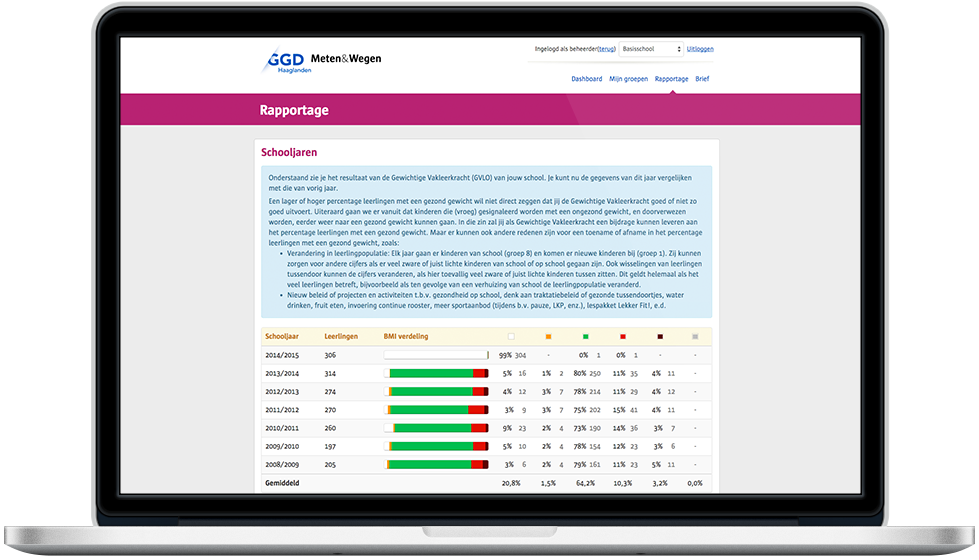 Ingelogd als beheerder(terug) Basisschool Uitloggen
GGD Haaglanden Meten&Wegen
Dashboard Mijn groepen Rapportage Brief
Rapportage
Schooljaren
Onderstaand zie je het resultaat van de Gewichtige Vakleerkracht (GVLO) van jouw school. Je kunt nu de gegevens van dit jaar vergelijken
met die van vorig jaar.
Een lager of hoger percentage leerlingen met een gezond gewicht wil niet direct zeggen dat jij de Gewichtige Vakleerkracht goed of niet zo
goed uitvoert. Uiteraard gaan we er vanuit dat kinderen die (vroeg) gesignaleerd worden met een ongezond gewicht, en doorverwezen
worden, eerder weer naar een gezond gewicht kunnen gaan. In die zin zal jij als Gewichtige Vakleerkracht een bijdrage kunnen leveren aan
het percentage leerlingen met een gezond gewicht. Maar er kunnen ook andere redenen zijn voor een toename of afname in het percentage
leerlingen met een gezond gewicht, zoals:
• Verandering in leerlingpopulatie: Elk jaar gaan er kinderen van school (groep 8) en komen er nieuwe kinderen bij (groep 1). Zij kunnen
zorgen voor andere cijfers als er veel zware of juist lichte kinderen van school of op school gegaan zijn. Ook wisselingen van leerlingen
tussendoor kunnen de cijfers veranderen, als hier toevallig veel zware of juist lichte kinderen tussen zitten. Dit geldt helemaal als het
veel leerlingen betreft, bijvoorbeeld als ten gevolge van een verhuizing van school de leerlingpopulatie veranderd.
• Nieuw beleid of projecten en activiteiten t.b.v. gezondheid op school, denk aan traktatiebeleid of gezonde tussendoortjes, water
drinken, fruit eten, invoering continue rooster, meer sportaanbod (tijdens b.v. pauze, LKP, enz.), lespakket Lekker Fit!, e.d.
Schooljaar Leerlingen BMI verdeling
2014/2015 306 99% 304 - 0% 1 0% 1 - -
2013/2014 314 5% 16 1% 2 80% 250 11% 35 4% 11 -
2012/2013 274 4% 12 3% 7 78% 214 11% 29 4% 12 -
2011/2012 270 3% 9 3% 7 75% 202 15% 41 4% 11 -
2010/2011 260 9% 23 2% 4 73% 190 14% 36 3% 7 -
2009/2010 197 5% 10 2% 4 78% 154 12% 23 3% 6 -
2008/2009 205 3% 6 2% 4 79% 161 11% 23 5% 11 -
Gemiddeld 20,8% 1,5% 64,2% 10,3% 3,2% 0,0%